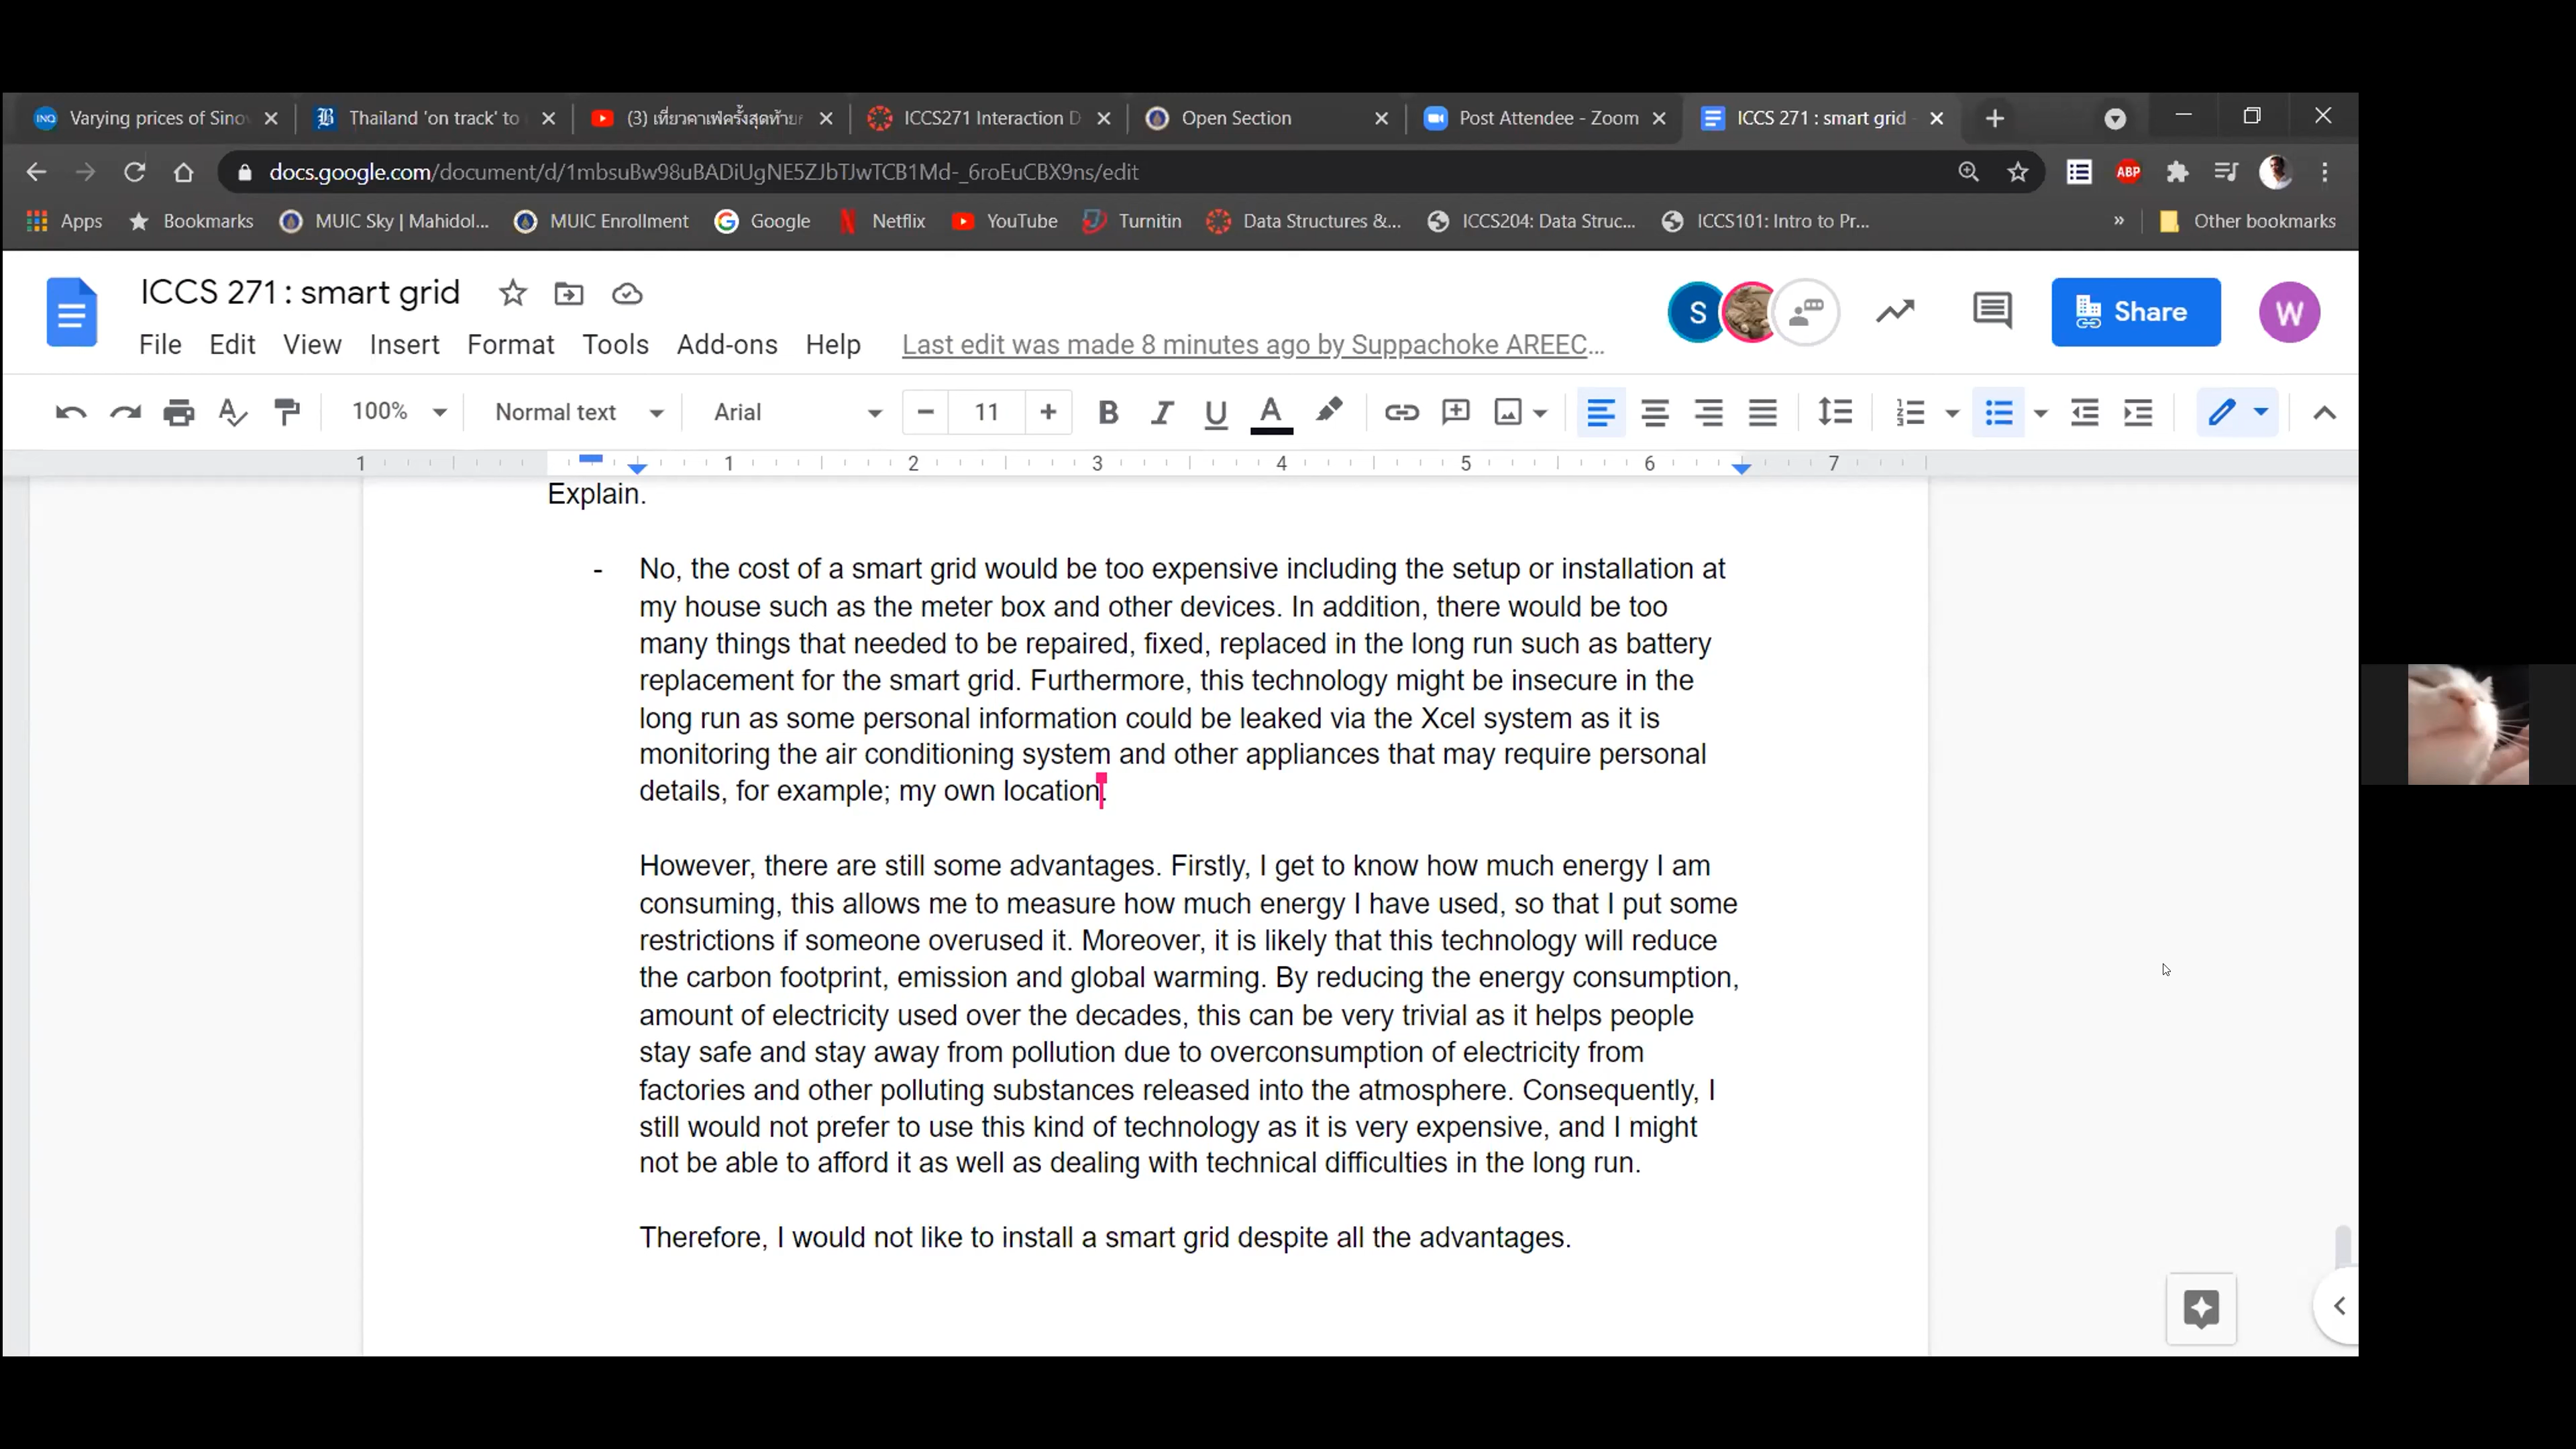 INQ Varying prices of Sino
B Thailand 'on track' to
(3) เที่ยวคาเฟ่ครั้งสุดท้าย
ICCS271 Interaction D
Open Section
Post Attendee - Zoom
ICCS 271 : smart grid
docs.google.com/document/d/1mbsuBw98uBADiUgNE5ZJbTJwTCB1Md-_6roEuCBX9ns/edit
ABP
Apps
Bookmarks
MUIC Sky | Mahidol...
MUIC Enrollment
Google
Netflix
YouTube
Turnitin
Data Structures &...
ICCS204: Data Struc...
ICCS101: Intro to Pr...
»
Other bookmarks
ICCS 271 : smart grid
S
Share
W
File Edit View Insert Format Tools Add-ons Help Last edit was made 8 minutes ago by Suppachoke AREEC...
100% Normal text Arial − 11 + B I U A
1 1 2 3 4 5 6 7
Explain.
- No, the cost of a smart grid would be too expensive including the setup or installation at
my house such as the meter box and other devices. In addition, there would be too
many things that needed to be repaired, fixed, replaced in the long run such as battery
replacement for the smart grid. Furthermore, this technology might be insecure in the
long run as some personal information could be leaked via the Xcel system as it is
monitoring the air conditioning system and other appliances that may require personal
details, for example; my own location.
However, there are still some advantages. Firstly, I get to know how much energy I am
consuming, this allows me to measure how much energy I have used, so that I put some
restrictions if someone overused it. Moreover, it is likely that this technology will reduce
the carbon footprint, emission and global warming. By reducing the energy consumption,
amount of electricity used over the decades, this can be very trivial as it helps people
stay safe and stay away from pollution due to overconsumption of electricity from
factories and other polluting substances released into the atmosphere. Consequently, I
still would not prefer to use this kind of technology as it is very expensive, and I might
not be able to afford it as well as dealing with technical difficulties in the long run.
Therefore, I would not like to install a smart grid despite all the advantages.